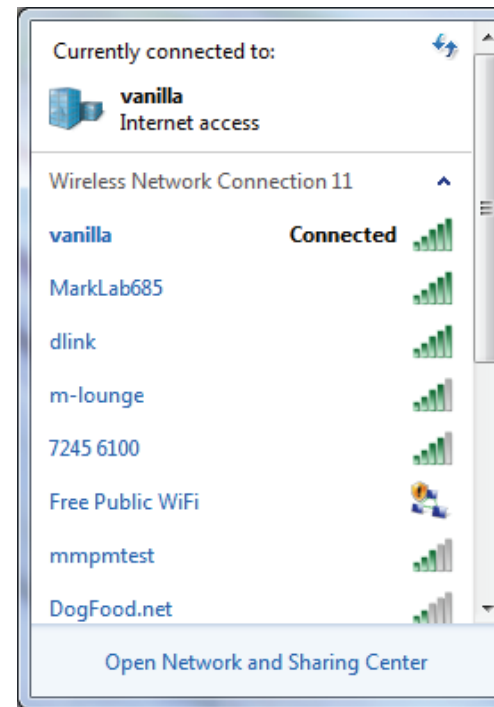 Currently connected to:
vanilla
Internet access
Wireless Network Connection 11
vanilla Connected
MarkLab685
dlink
m-lounge
7245 6100
Free Public WiFi
mmpmtest
DogFood.net
Open Network and Sharing Center